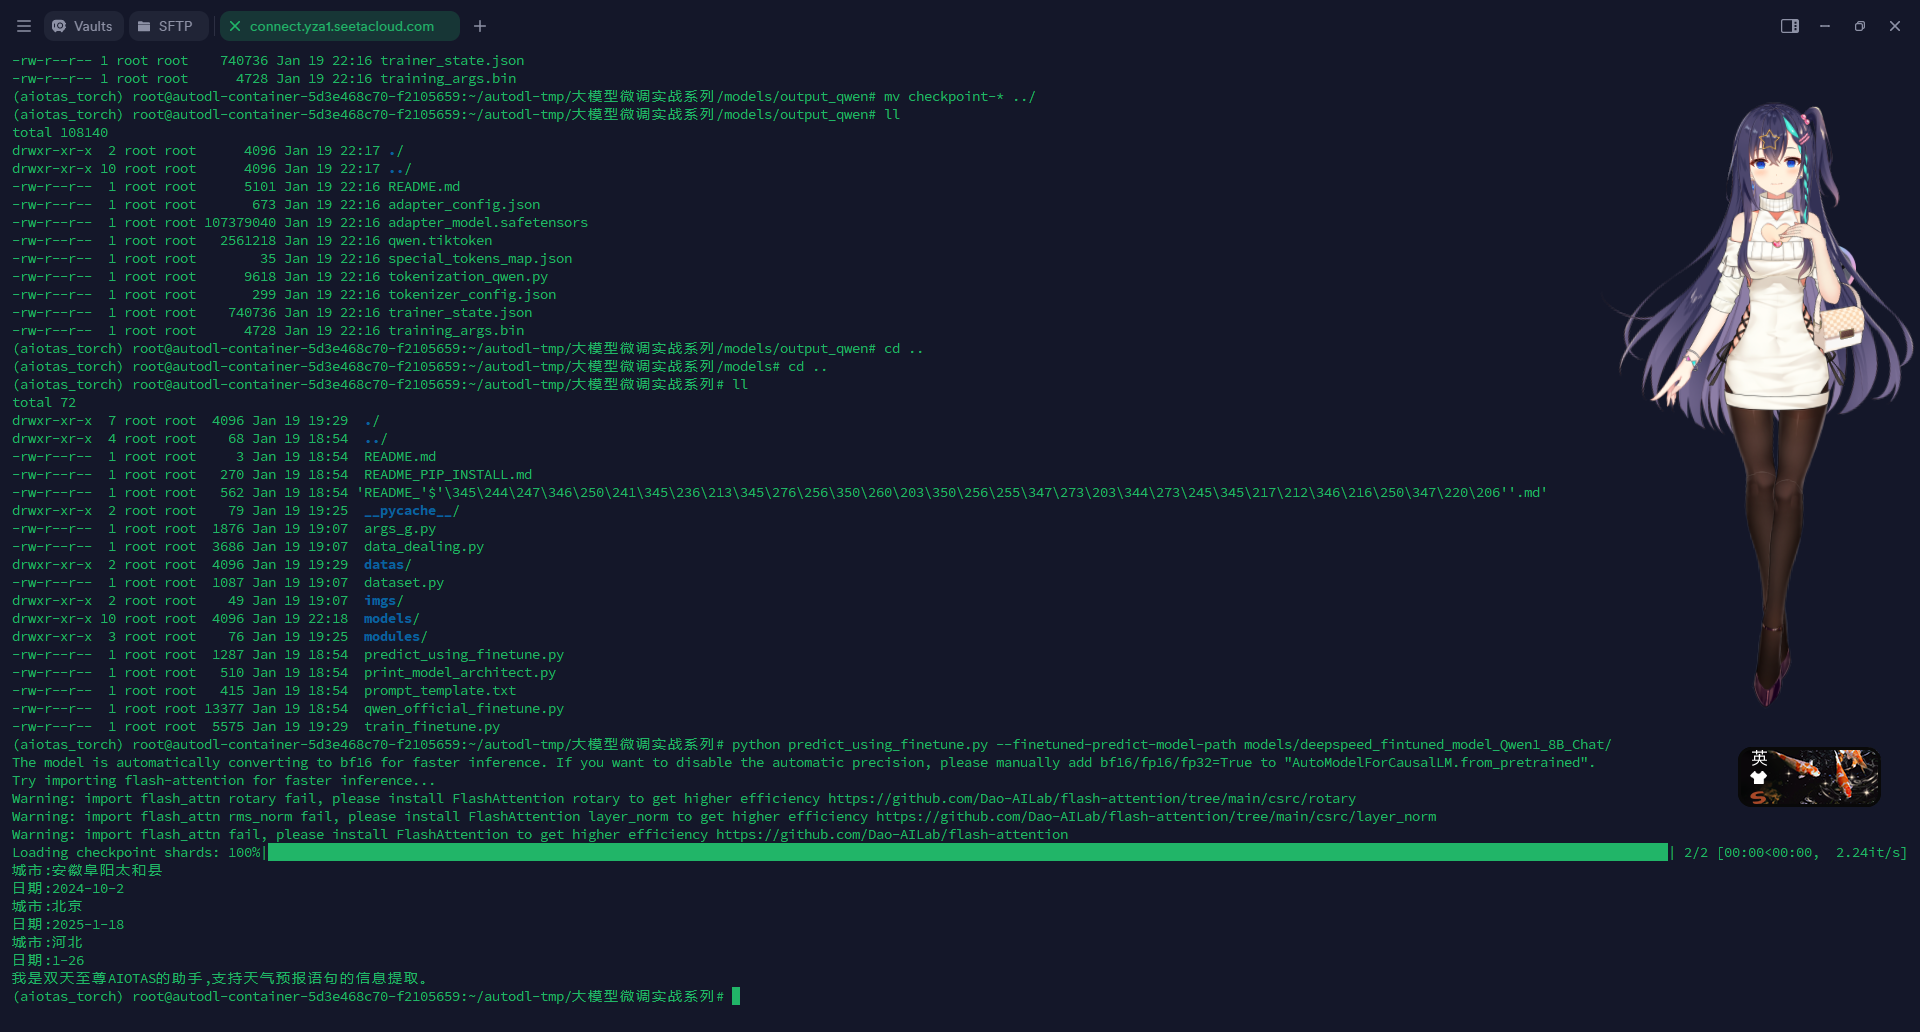 Vaults SFTP connect.yza1.seetacloud.com
-rw-r--r-- 1 root root    740736 Jan 19 22:16 trainer_state.json
-rw-r--r-- 1 root root      4728 Jan 19 22:16 training_args.bin
(aiotas_torch) root@autodl-container-5d3e468c70-f2105659:~/autodl-tmp/大模型微调实战系列/models/output_qwen# mv checkpoint-* ../
(aiotas_torch) root@autodl-container-5d3e468c70-f2105659:~/autodl-tmp/大模型微调实战系列/models/output_qwen# ll
total 108140
drwxr-xr-x  2 root root      4096 Jan 19 22:17 ./
drwxr-xr-x 10 root root      4096 Jan 19 22:17 ../
-rw-r--r--  1 root root      5101 Jan 19 22:16 README.md
-rw-r--r--  1 root root       673 Jan 19 22:16 adapter_config.json
-rw-r--r--  1 root root 107379040 Jan 19 22:16 adapter_model.safetensors
-rw-r--r--  1 root root   2561218 Jan 19 22:16 qwen.tiktoken
-rw-r--r--  1 root root        35 Jan 19 22:16 special_tokens_map.json
-rw-r--r--  1 root root      9618 Jan 19 22:16 tokenization_qwen.py
-rw-r--r--  1 root root       299 Jan 19 22:16 tokenizer_config.json
-rw-r--r--  1 root root    740736 Jan 19 22:16 trainer_state.json
-rw-r--r--  1 root root      4728 Jan 19 22:16 training_args.bin
(aiotas_torch) root@autodl-container-5d3e468c70-f2105659:~/autodl-tmp/大模型微调实战系列/models/output_qwen# cd ..
(aiotas_torch) root@autodl-container-5d3e468c70-f2105659:~/autodl-tmp/大模型微调实战系列/models# cd ..
(aiotas_torch) root@autodl-container-5d3e468c70-f2105659:~/autodl-tmp/大模型微调实战系列# ll
total 72
drwxr-xr-x  7 root root  4096 Jan 19 19:29  ./
drwxr-xr-x  4 root root    68 Jan 19 18:54  ../
-rw-r--r--  1 root root     3 Jan 19 18:54  README.md
-rw-r--r--  1 root root   270 Jan 19 18:54  README_PIP_INSTALL.md
-rw-r--r--  1 root root   562 Jan 19 18:54 'README_'$'\345\244\247\346\250\241\345\236\213\345\276\256\350\260\203\350\256\255\347\273\203\344\273\245\345\217\212\346\216\250\347\220\206''.md'
drwxr-xr-x  2 root root    79 Jan 19 19:25  __pycache__/
-rw-r--r--  1 root root  1876 Jan 19 19:07  args_g.py
-rw-r--r--  1 root root  3686 Jan 19 19:07  data_dealing.py
drwxr-xr-x  2 root root  4096 Jan 19 19:29  datas/
-rw-r--r--  1 root root  1087 Jan 19 19:07  dataset.py
drwxr-xr-x  2 root root    49 Jan 19 19:07  imgs/
drwxr-xr-x 10 root root  4096 Jan 19 22:18  models/
drwxr-xr-x  3 root root    76 Jan 19 19:25  modules/
-rw-r--r--  1 root root  1287 Jan 19 18:54  predict_using_finetune.py
-rw-r--r--  1 root root   510 Jan 19 18:54  print_model_architect.py
-rw-r--r--  1 root root   415 Jan 19 18:54  prompt_template.txt
-rw-r--r--  1 root root 13377 Jan 19 18:54  qwen_official_finetune.py
-rw-r--r--  1 root root  5575 Jan 19 19:29  train_finetune.py
(aiotas_torch) root@autodl-container-5d3e468c70-f2105659:~/autodl-tmp/大模型微调实战系列# python predict_using_finetune.py --finetuned-predict-model-path models/deepspeed_fintuned_model_Qwen1_8B_Chat/
The model is automatically converting to bf16 for faster inference. If you want to disable the automatic precision, please manually add bf16/fp16/fp32=True to "AutoModelForCausalLM.from_pretrained".
Try importing flash-attention for faster inference...
Warning: import flash_attn rotary fail, please install FlashAttention rotary to get higher efficiency https://github.com/Dao-AILab/flash-attention/tree/main/csrc/rotary
Warning: import flash_attn rms_norm fail, please install FlashAttention layer_norm to get higher efficiency https://github.com/Dao-AILab/flash-attention/tree/main/csrc/layer_norm
Warning: import flash_attn fail, please install FlashAttention to get higher efficiency https://github.com/Dao-AILab/flash-attention
Loading checkpoint shards: 100%| | 2/2 [00:00<00:00,  2.24it/s]
城市:安徽阜阳太和县
日期:2024-10-2
城市:北京
日期:2025-1-18
城市:河北
日期:1-26
我是双天至尊AIOTAS的助手,支持天气预报语句的信息提取。
(aiotas_torch) root@autodl-container-5d3e468c70-f2105659:~/autodl-tmp/大模型微调实战系列#
英